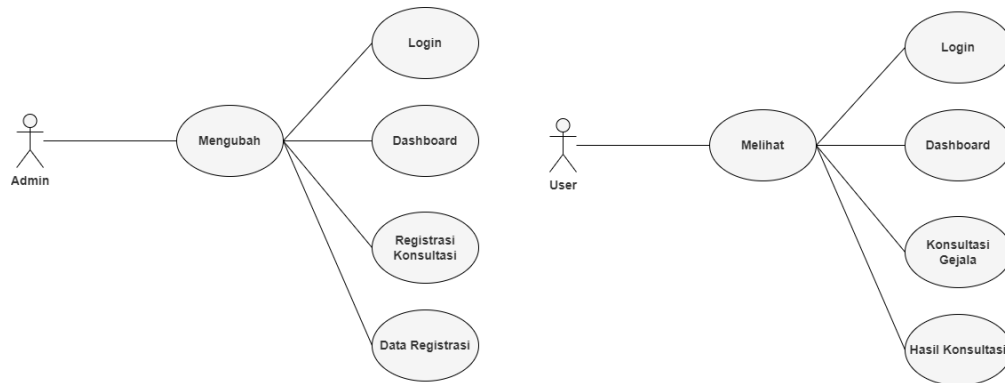 Login
Dashboard
Mengubah
Admin
Registrasi
Konsultasi
Data Registrasi
Login
Dashboard
Melihat
User
Konsultasi
Gejala
Hasil Konsultasi